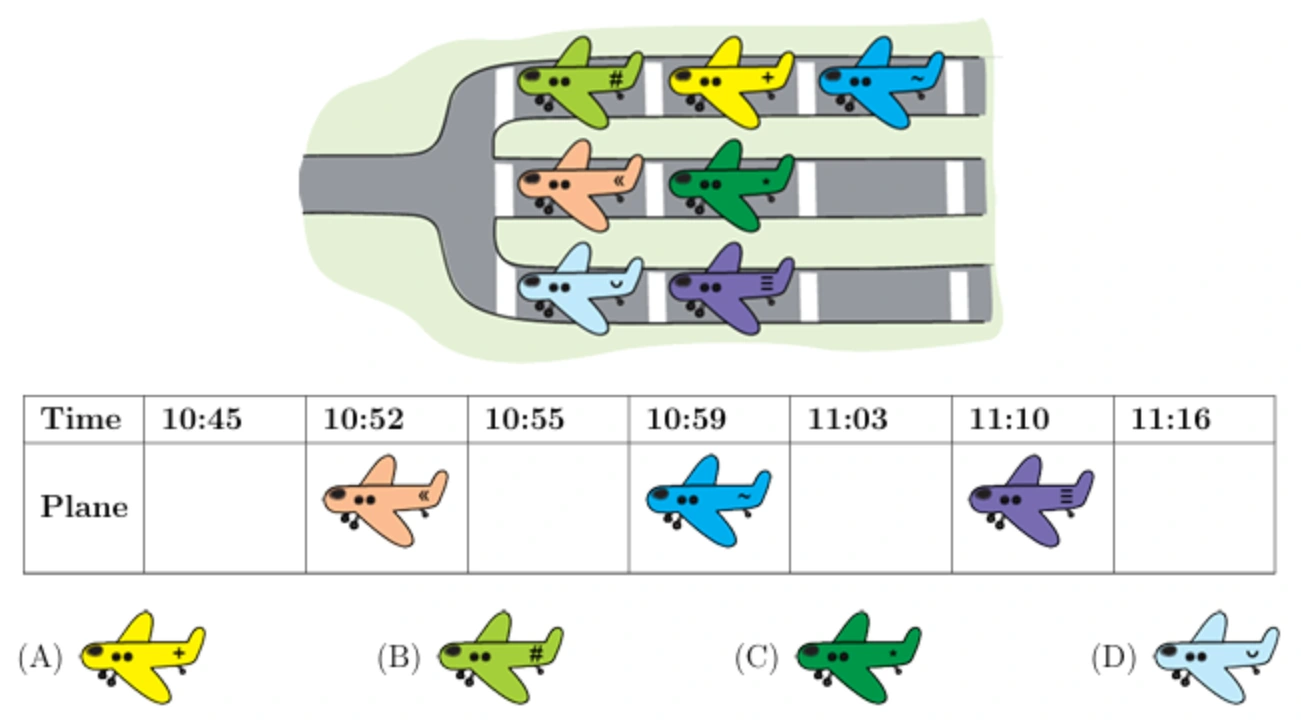 # + ~
« *
⌣ ☰
Time 10:45 10:52 10:55 10:59 11:03 11:10 11:16
Plane « ~ ☰
(A) + (B) # (C) * (D) ⌣